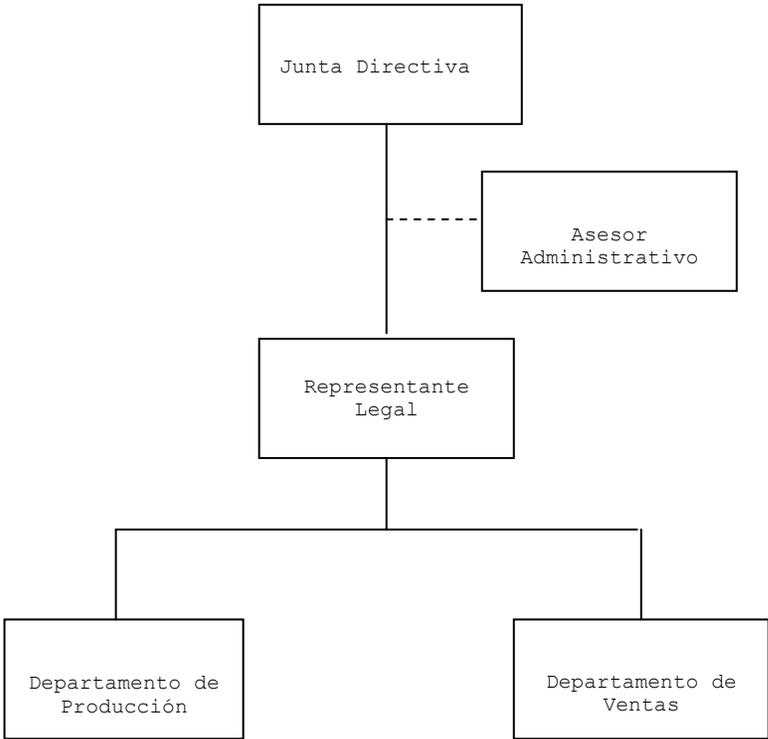 Junta Directiva
Asesor
Administrativo
Representante
Legal
Departamento de
Producción
Departamento de
Ventas